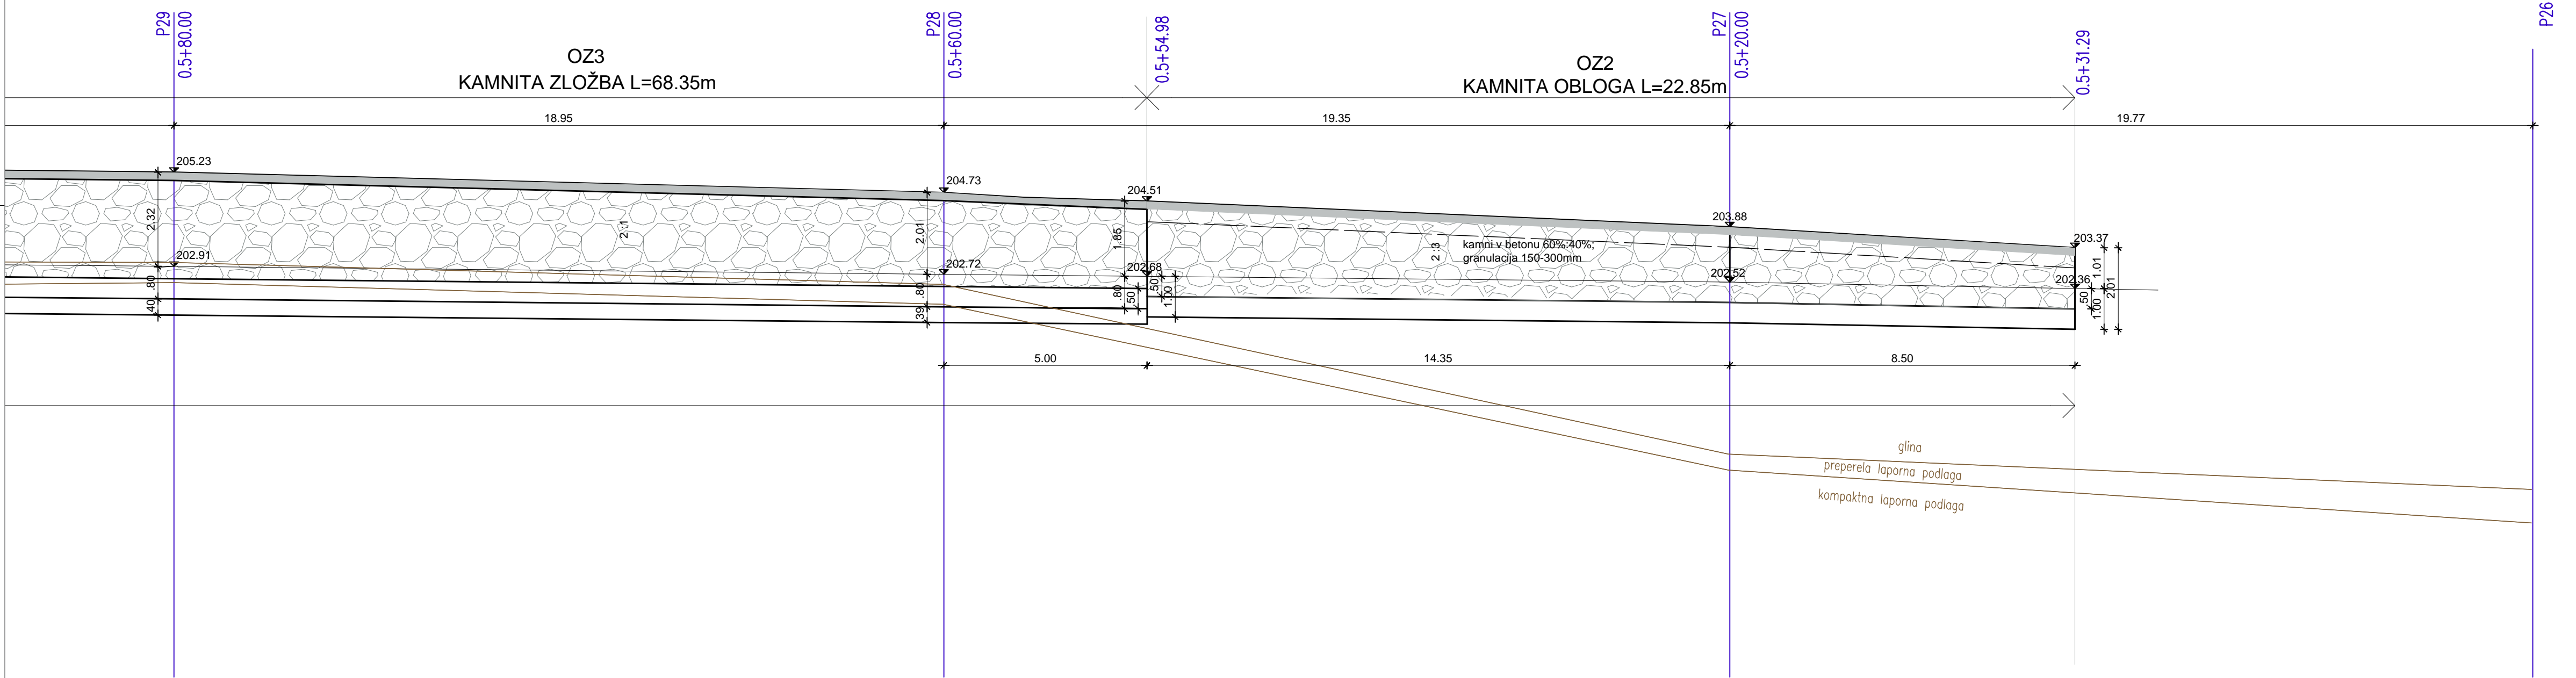 P29
0.5+80.00
P28
0.5+60.00
0.5+54.98
P27
0.5+20.00
0.5+31.29
P26
OZ3
KAMNITA ZLOŽBA L=68.35m
OZ2
KAMNITA OBLOGA L=22.85m
18.95
19.35
19.77
205.23
204.73
204.51
203.88
203.37
2.32
2:1
2.01
1.85
2:3
kamni v betonu 60%:40%;
granulacija 150-300mm
202.91
202.72
202.68
202.52
202.36
.80
.40
.80
.39
.80
.50
.50
1.00
.50
1.01
1.00
2.01
5.00
14.35
8.50
glina
preperela laporna podlaga
kompaktna laporna podlaga